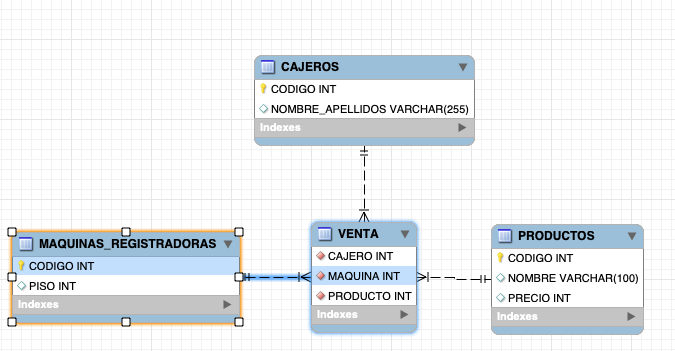 CAJEROS
CODIGO INT
NOMBRE_APELLIDOS VARCHAR(255)
Indexes
MAQUINAS_REGISTRADORAS
CODIGO INT
PISO INT
Indexes
VENTA
CAJERO INT
MAQUINA INT
PRODUCTO INT
Indexes
PRODUCTOS
CODIGO INT
NOMBRE VARCHAR(100)
PRECIO INT
Indexes